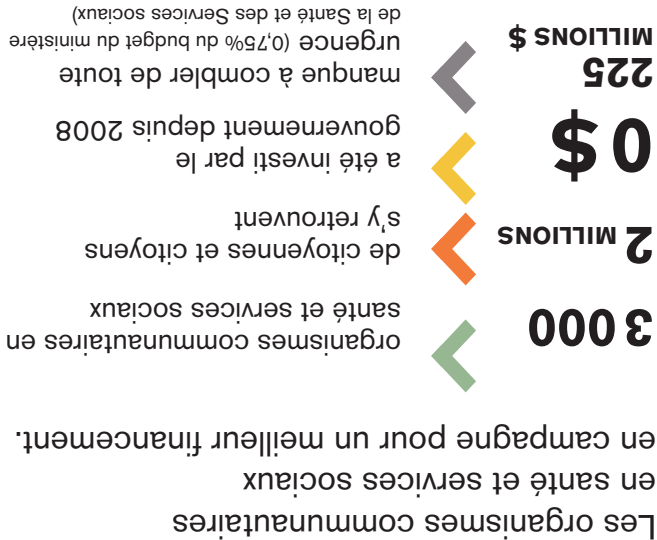 Les organismes communautaires
en santé et services sociaux
en campagne pour un meilleur financement.
3 000
organismes communautaires en
santé et services sociaux
2 MILLIONS
de citoyennes et citoyens
s'y retrouvent
0 $
a été investi par le
gouvernement depuis 2008
225
MILLIONS $
manque à combler de toute
urgence (0,75% du budget du ministère
de la Santé et des Services sociaux)